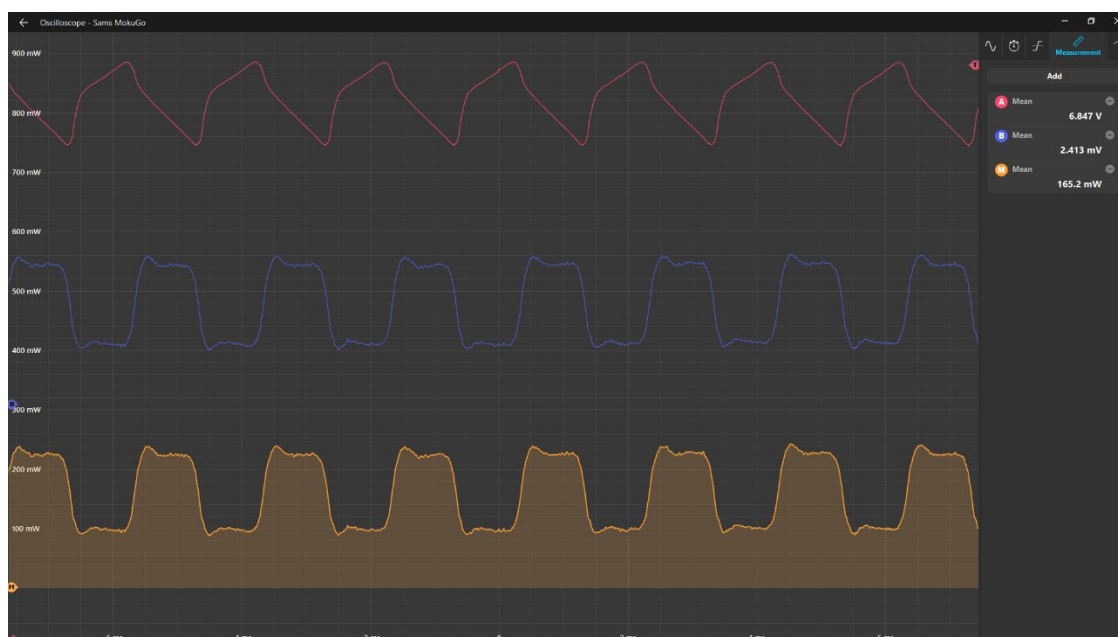 Oscilloscope - Sams MokuGo
Measurement
Add
900 mW
800 mW
700 mW
600 mW
500 mW
400 mW
300 mW
200 mW
100 mW
A Mean
6.847 V
B Mean
2.413 mV
M Mean
165.2 mW